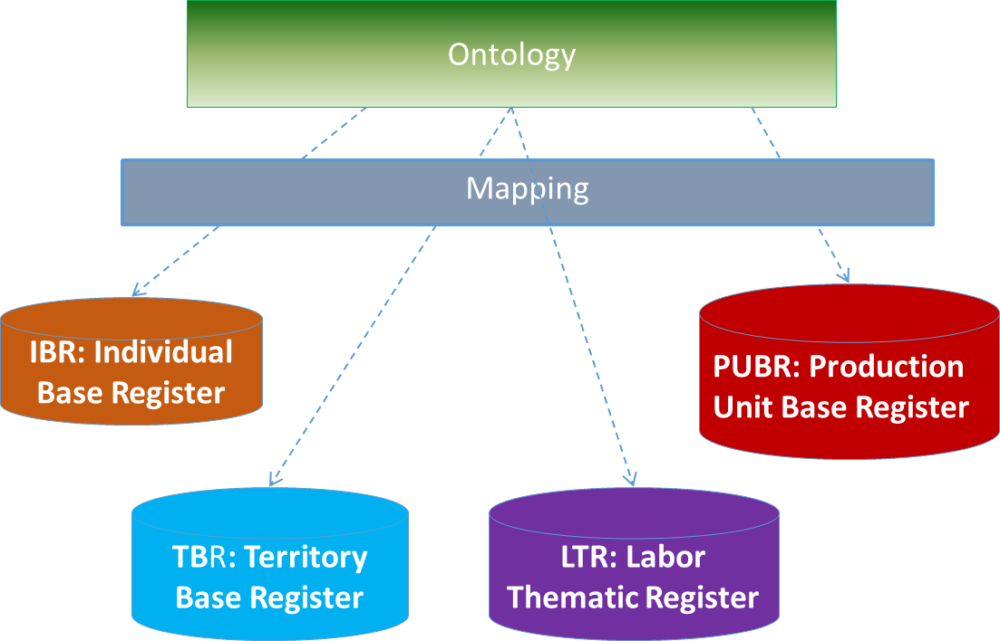 Ontology
Mapping
IBR: Individual
Base Register
PUBR: Production
Unit Base Register
TBR: Territory
Base Register
LTR: Labor
Thematic Register